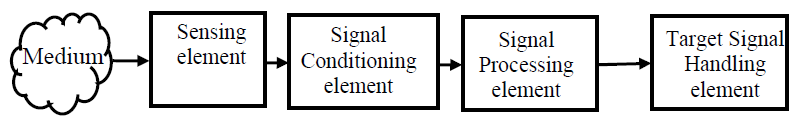 Medium
Sensing
element
Signal
Conditioning
element
Signal
Processing
element
Target Signal
Handling
element